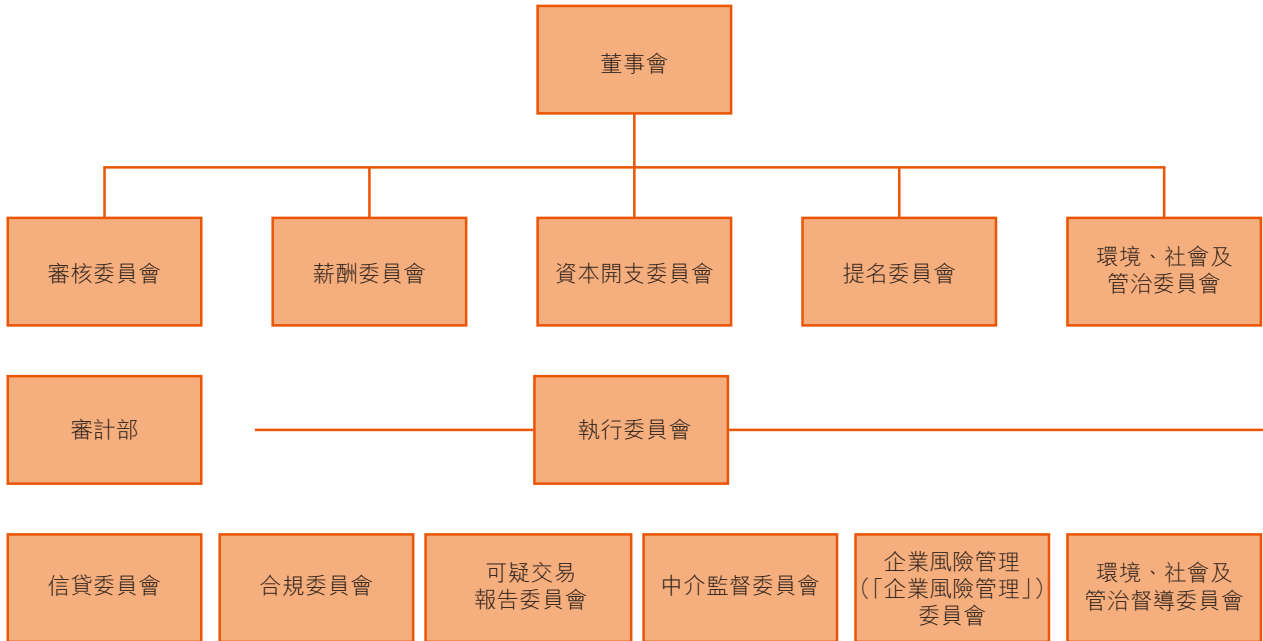 董事會
審核委員會
薪酬委員會
資本開支委員會
提名委員會
環境、社會及
管治委員會
審計部
執行委員會
信貸委員會
合規委員會
可疑交易
報告委員會
中介監督委員會
企業風險管理
(「企業風險管理」)
委員會
環境、社會及
管治督導委員會